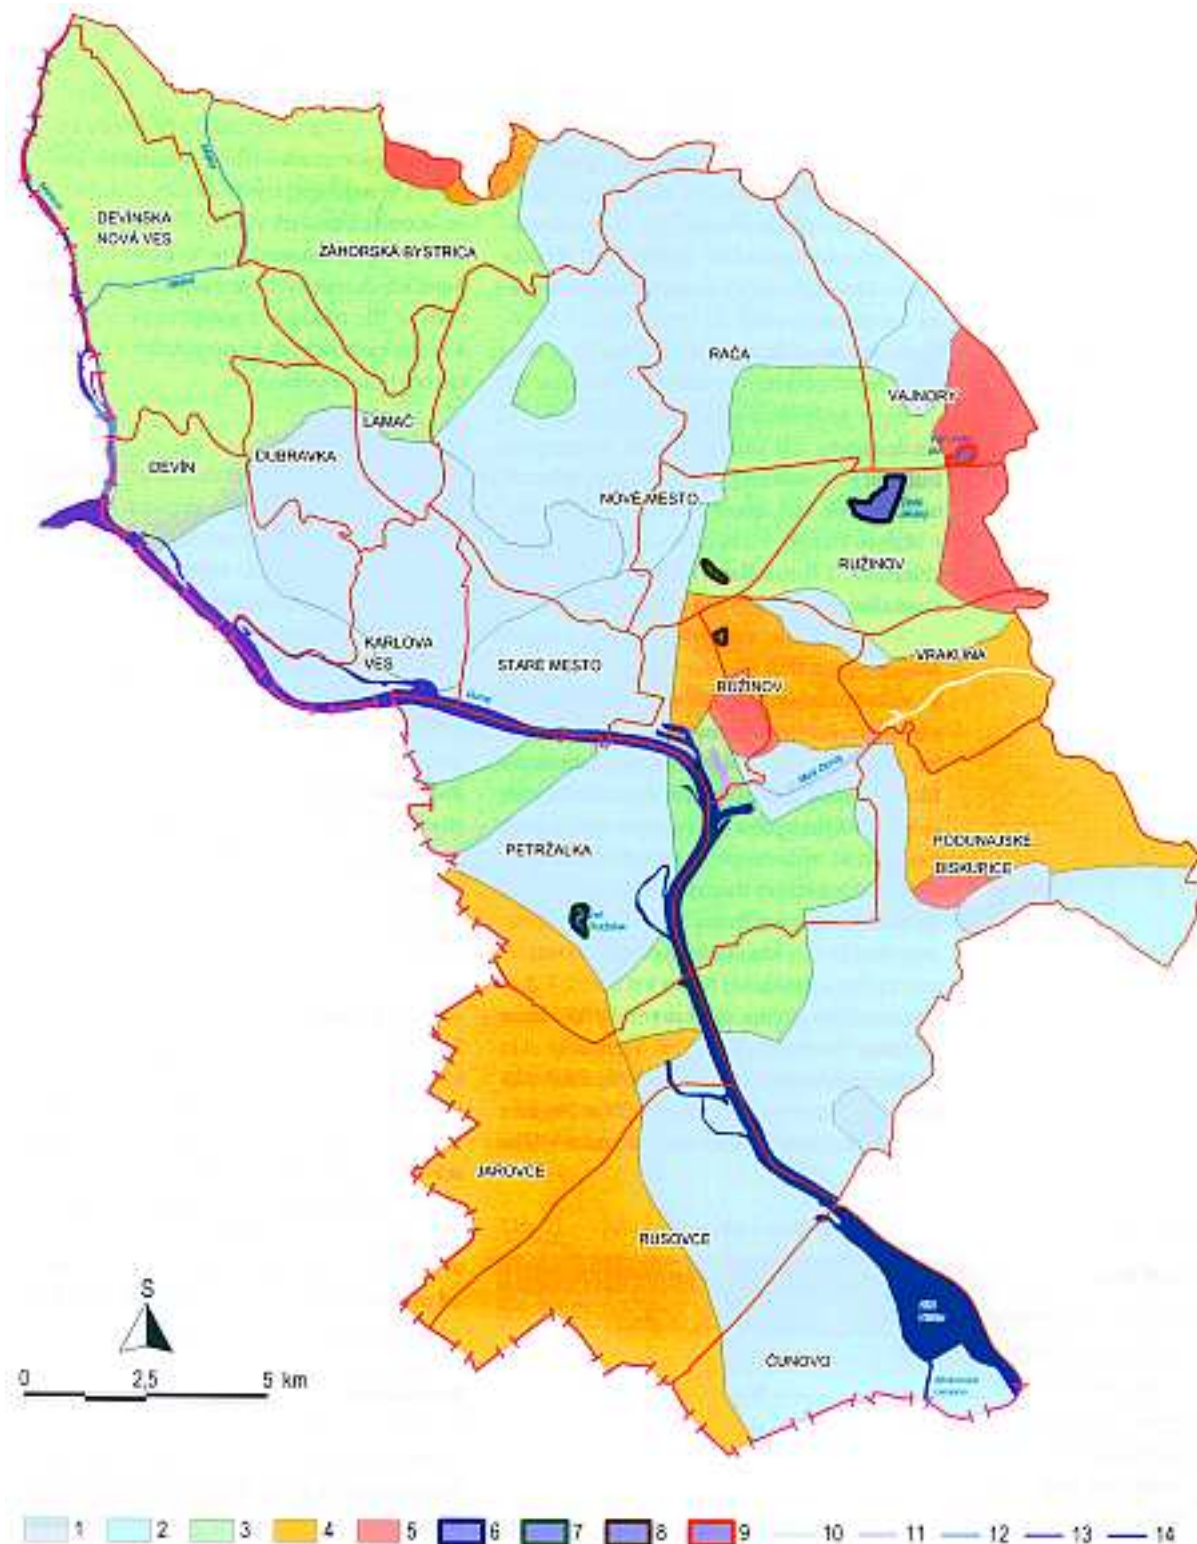 DEVÍNSKA
NOVÁ VES
ZÁHORSKÁ BYSTRICA
RAČA
VAJNORY
LAMAČ
DÚBRAVKA
DEVÍN
NOVÉ MESTO
RUŽINOV
KARLOVA
VES
STARÉ MESTO
VRAKUŇA
RUŽINOV
PETRŽALKA
PODUNAJSKÉ
BISKUPICE
JAROVCE
RUSOVCE
ČUNOVO
S
0 2,5 5 km
1 2 3 4 5 6 7 8 9 10 11 12 13 14